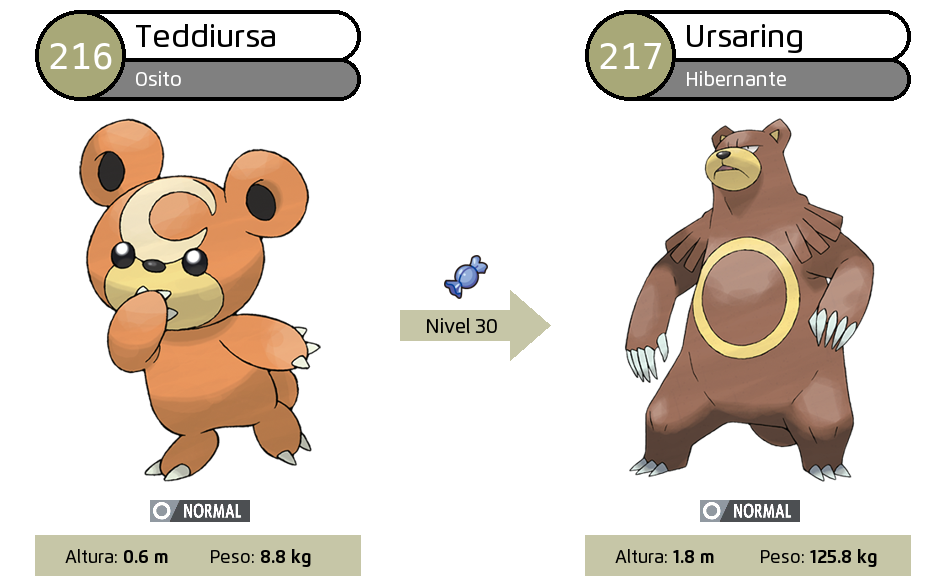 216
Teddiursa
Osito
217
Ursaring
Hibernante
Nivel 30
NORMAL
NORMAL
Altura: 0.6 m Peso: 8.8 kg
Altura: 1.8 m Peso: 125.8 kg